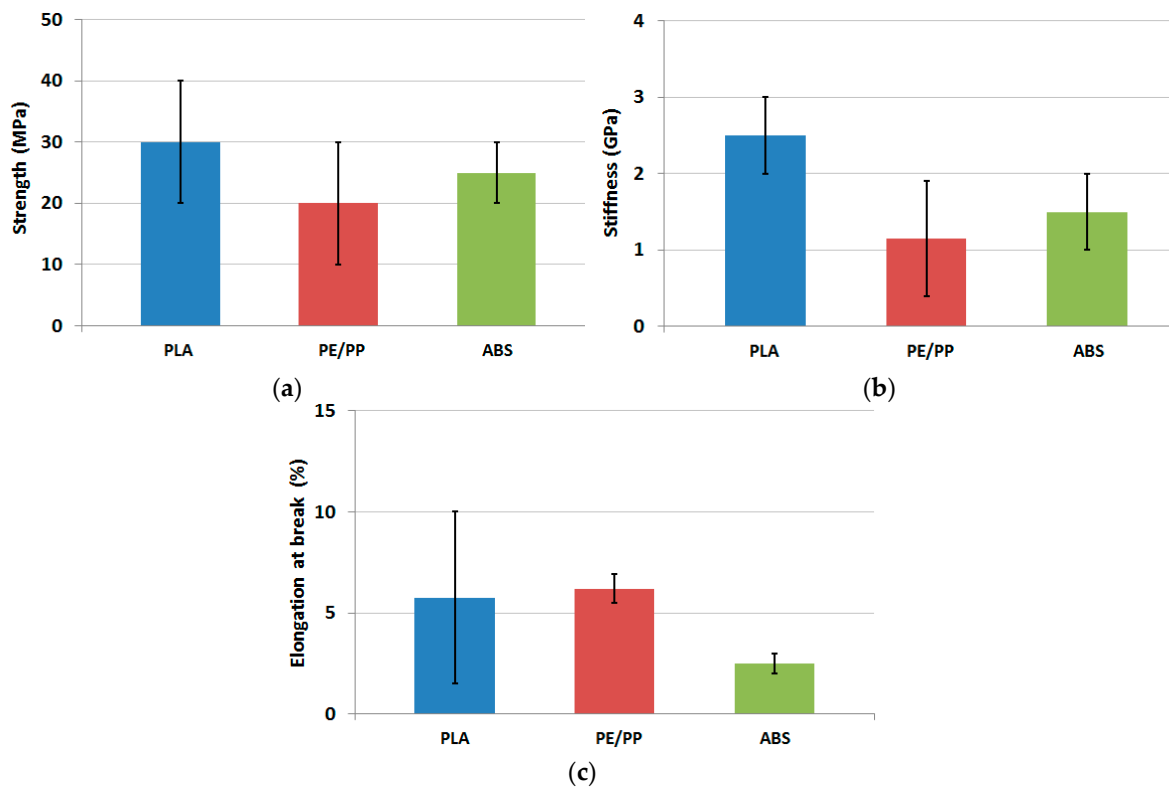 Strength (MPa)
50
40
30
20
10
0
PLA PE/PP ABS
(a)
Stiffness (GPa)
4
3
2
1
0
PLA PE/PP ABS
(b)
Elongation at break (%)
15
10
5
0
PLA PE/PP ABS
(c)